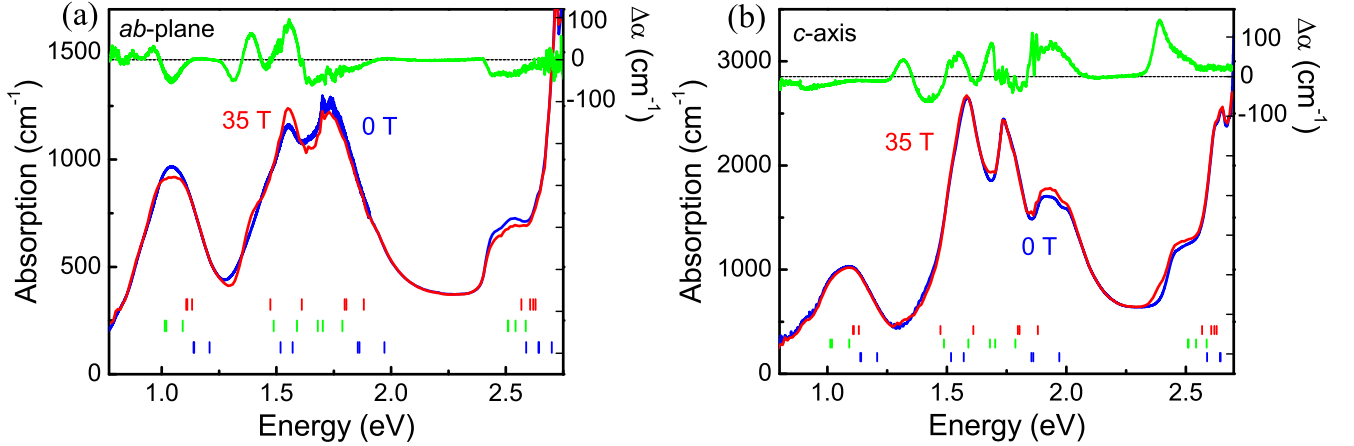 (a)
ab-plane
1500
1000
500
0
Absorption (cm-1)
100
0
-100
Δα (cm-1)
35 T
0 T
1.0
1.5
2.0
2.5
Energy (eV)
(b)
c-axis
3000
2000
1000
0
Absorption (cm-1)
100
0
-100
Δα (cm-1)
35 T
0 T
1.0
1.5
2.0
2.5
Energy (eV)